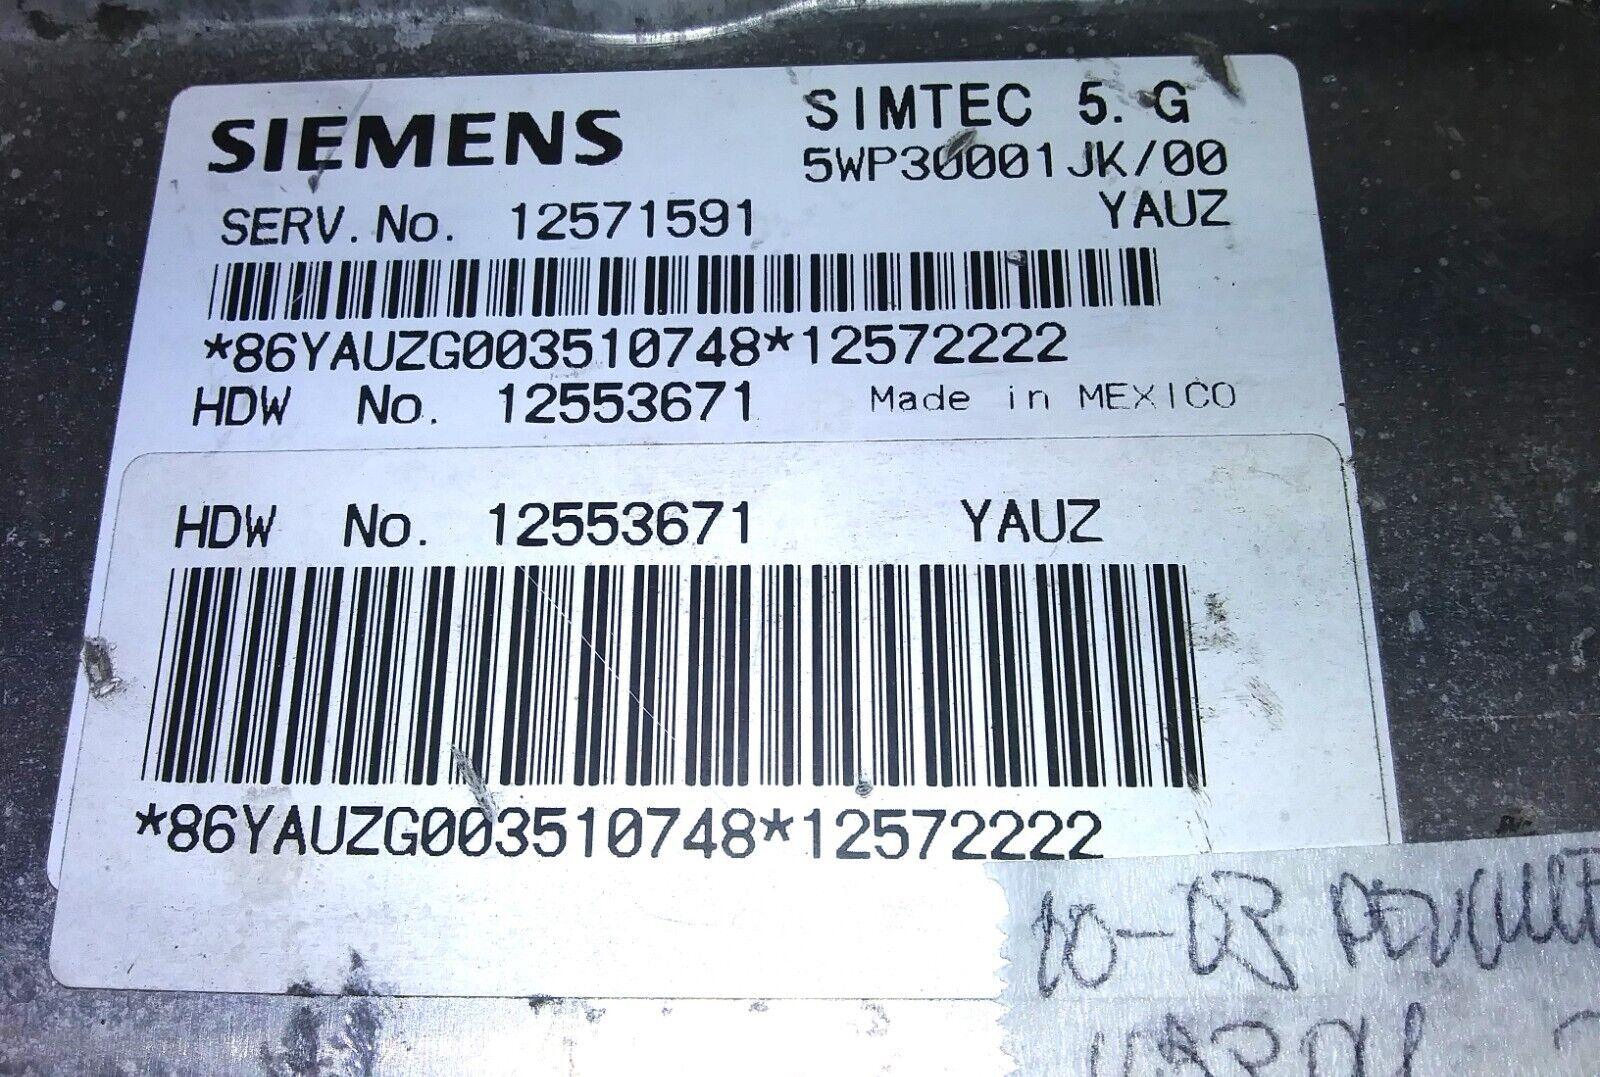 SIEMENS
SIMTEC 5. G
5WP30001JK/00
SERV.No. 12571591
YAUZ
*86YAUZG003510748*12572222
HDW No. 12553671
Made in MEXICO
HDW No. 12553671
YAUZ
*86YAUZG003510748*12572222